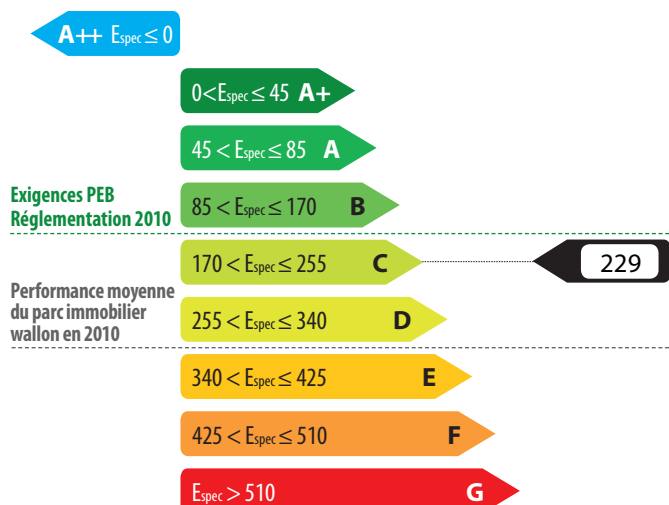 A++ Espec ≤ 0
0<Espec ≤ 45 A+
45 < Espec ≤ 85 A
Exigences PEB
Réglementation 2010
85 < Espec ≤ 170 B
170 < Espec ≤ 255 C
229
Performance moyenne
du parc immobilier
wallon en 2010
255 < Espec ≤ 340 D
340 < Espec ≤ 425 E
425 < Espec ≤ 510 F
Espec > 510 G